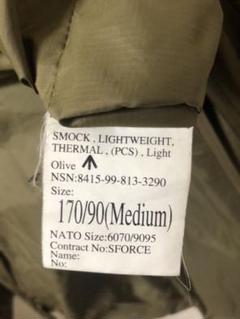 SMOCK, LIGHTWEIGHT,
THERMAL, (PCS), Light
Olive
NSN:8415-99-813-3290
Size:
170/90(Medium)
NATO Size:6070/9095
Contract No:SFORCE
Name:
No: